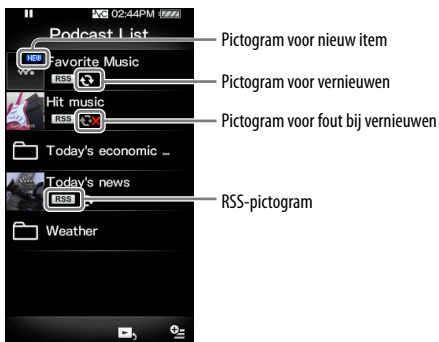 NC 02:44PM
Podcast List
NEW
Favorite Music
RSS
Hit music
RSS
Today's economic ...
Today's news
RSS
Weather
Pictogram voor nieuw item
Pictogram voor vernieuwen
Pictogram voor fout bij vernieuwen
RSS-pictogram